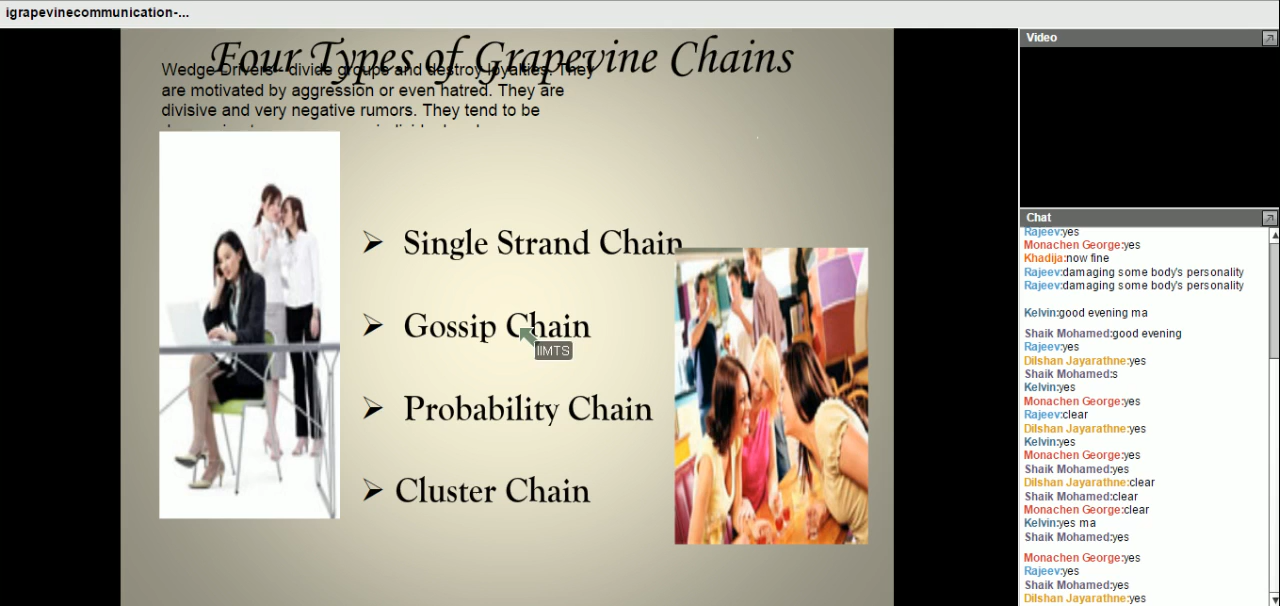 igrapevinecommunication-...
Four Types of Grapevine Chains
Wedge Drivers- divide groups and destroy loyalties. They
are motivated by aggression or even hatred. They are
divisive and very negative rumors. They tend to be
➢ Single Strand Chain
➢ Gossip Chain
IIMTS
➢ Probability Chain
➢ Cluster Chain
Video
Chat
Rajeev:yes
Monachen George:yes
Khadija:now fine
Rajeev:damaging some body's personality
Rajeev:damaging some body's personality
Kelvin:good evening ma
Shaik Mohamed:good evening
Rajeev:yes
Dilshan Jayarathne:yes
Shaik Mohamed:s
Kelvin:yes
Monachen George:yes
Rajeev:clear
Dilshan Jayarathne:yes
Kelvin:yes
Monachen George:yes
Shaik Mohamed:yes
Dilshan Jayarathne:clear
Shaik Mohamed:clear
Monachen George:clear
Kelvin:yes ma
Shaik Mohamed:yes
Monachen George:yes
Rajeev:yes
Shaik Mohamed:yes
Dilshan Jayarathne:yes